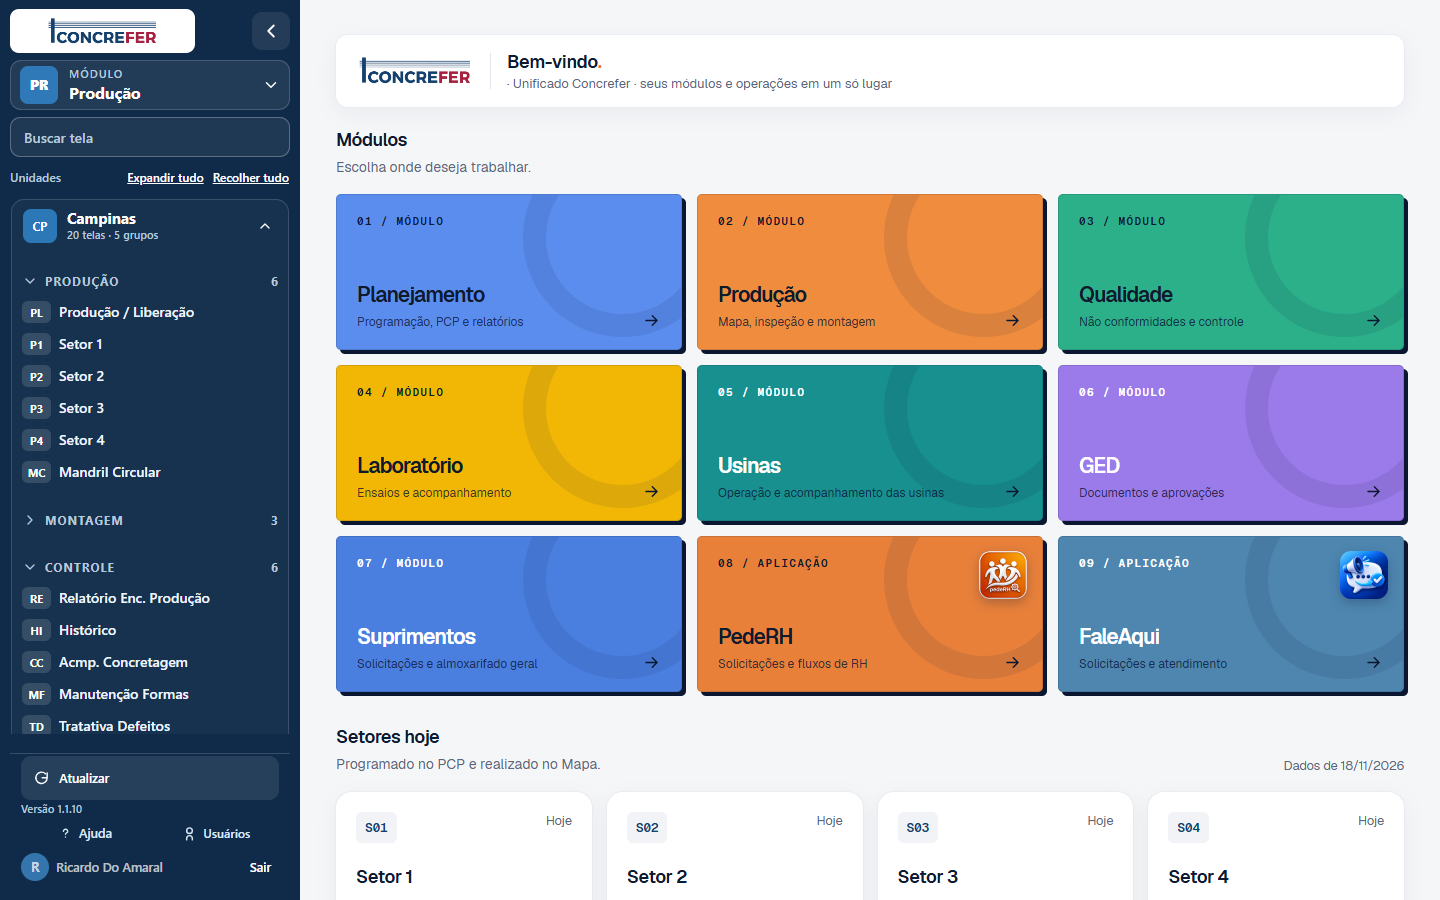 CONCREFER
PR
MÓDULO
Produção
Buscar tela
Unidades
Expandir tudo
Recolher tudo
CP
Campinas
20 telas · 5 grupos
PRODUÇÃO
6
PL
Produção / Liberação
P1
Setor 1
P2
Setor 2
P3
Setor 3
P4
Setor 4
MC
Mandril Circular
MONTAGEM
3
CONTROLE
6
RE
Relatório Enc. Produção
HI
Histórico
CC
Acmp. Concretagem
MF
Manutenção Formas
TD
Tratativa Defeitos
Atualizar
Versão 1.1.10
? Ajuda
Usuários
R
Ricardo Do Amaral
Sair
CONCREFER
Bem-vindo.
· Unificado Concrefer · seus módulos e operações em um só lugar
Módulos
Escolha onde deseja trabalhar.
01 / MÓDULO
Planejamento
Programação, PCP e relatórios
02 / MÓDULO
Produção
Mapa, inspeção e montagem
03 / MÓDULO
Qualidade
Não conformidades e controle
04 / MÓDULO
Laboratório
Ensaios e acompanhamento
05 / MÓDULO
Usinas
Operação e acompanhamento das usinas
06 / MÓDULO
GED
Documentos e aprovações
07 / MÓDULO
Suprimentos
Solicitações e almoxarifado geral
08 / APLICAÇÃO
pedeRH
PedeRH
Solicitações e fluxos de RH
09 / APLICAÇÃO
FaleAqui
Solicitações e atendimento
Setores hoje
Programado no PCP e realizado no Mapa.
Dados de 18/11/2026
S01
Hoje
Setor 1
S02
Hoje
Setor 2
S03
Hoje
Setor 3
S04
Hoje
Setor 4